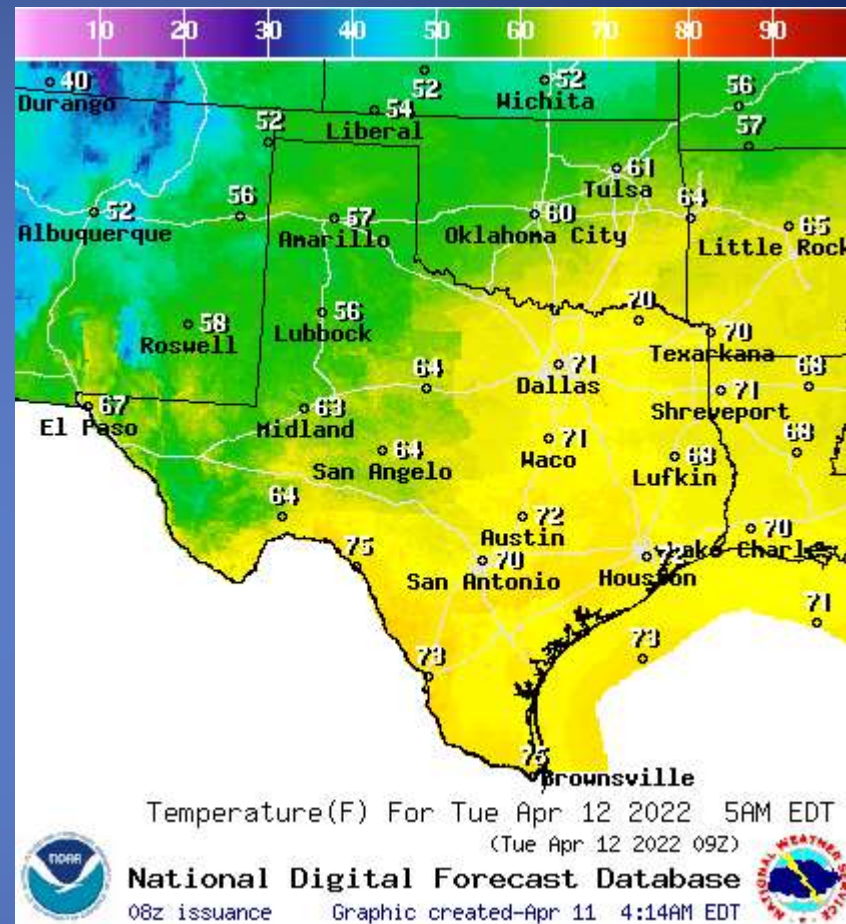 10 20 30 40 50 60 70 80 90
40
Durango
52
52
Wichita
56
54
Liberal
52
57
61
Tulsa
52
Albuquerque
56
57
Amarillo
60
Oklahoma City
64
65
Little Rock
58
Roswell
56
Lubbock
70
70
Texarkana
64
71
Dallas
71
Shreveport
68
67
El Paso
63
Midland
64
San Angelo
71
Waco
68
Lufkin
68
64
72
Austin
70
Lake Charles
75
70
San Antonio
Houston
71
73
73
75
Brownsville
Temperature(F) For Tue Apr 12 2022 5AM EDT
(Tue Apr 12 2022 09Z)
NOAA
National Digital Forecast Database
08z issuance Graphic created-Apr 11 4:14AM EDT